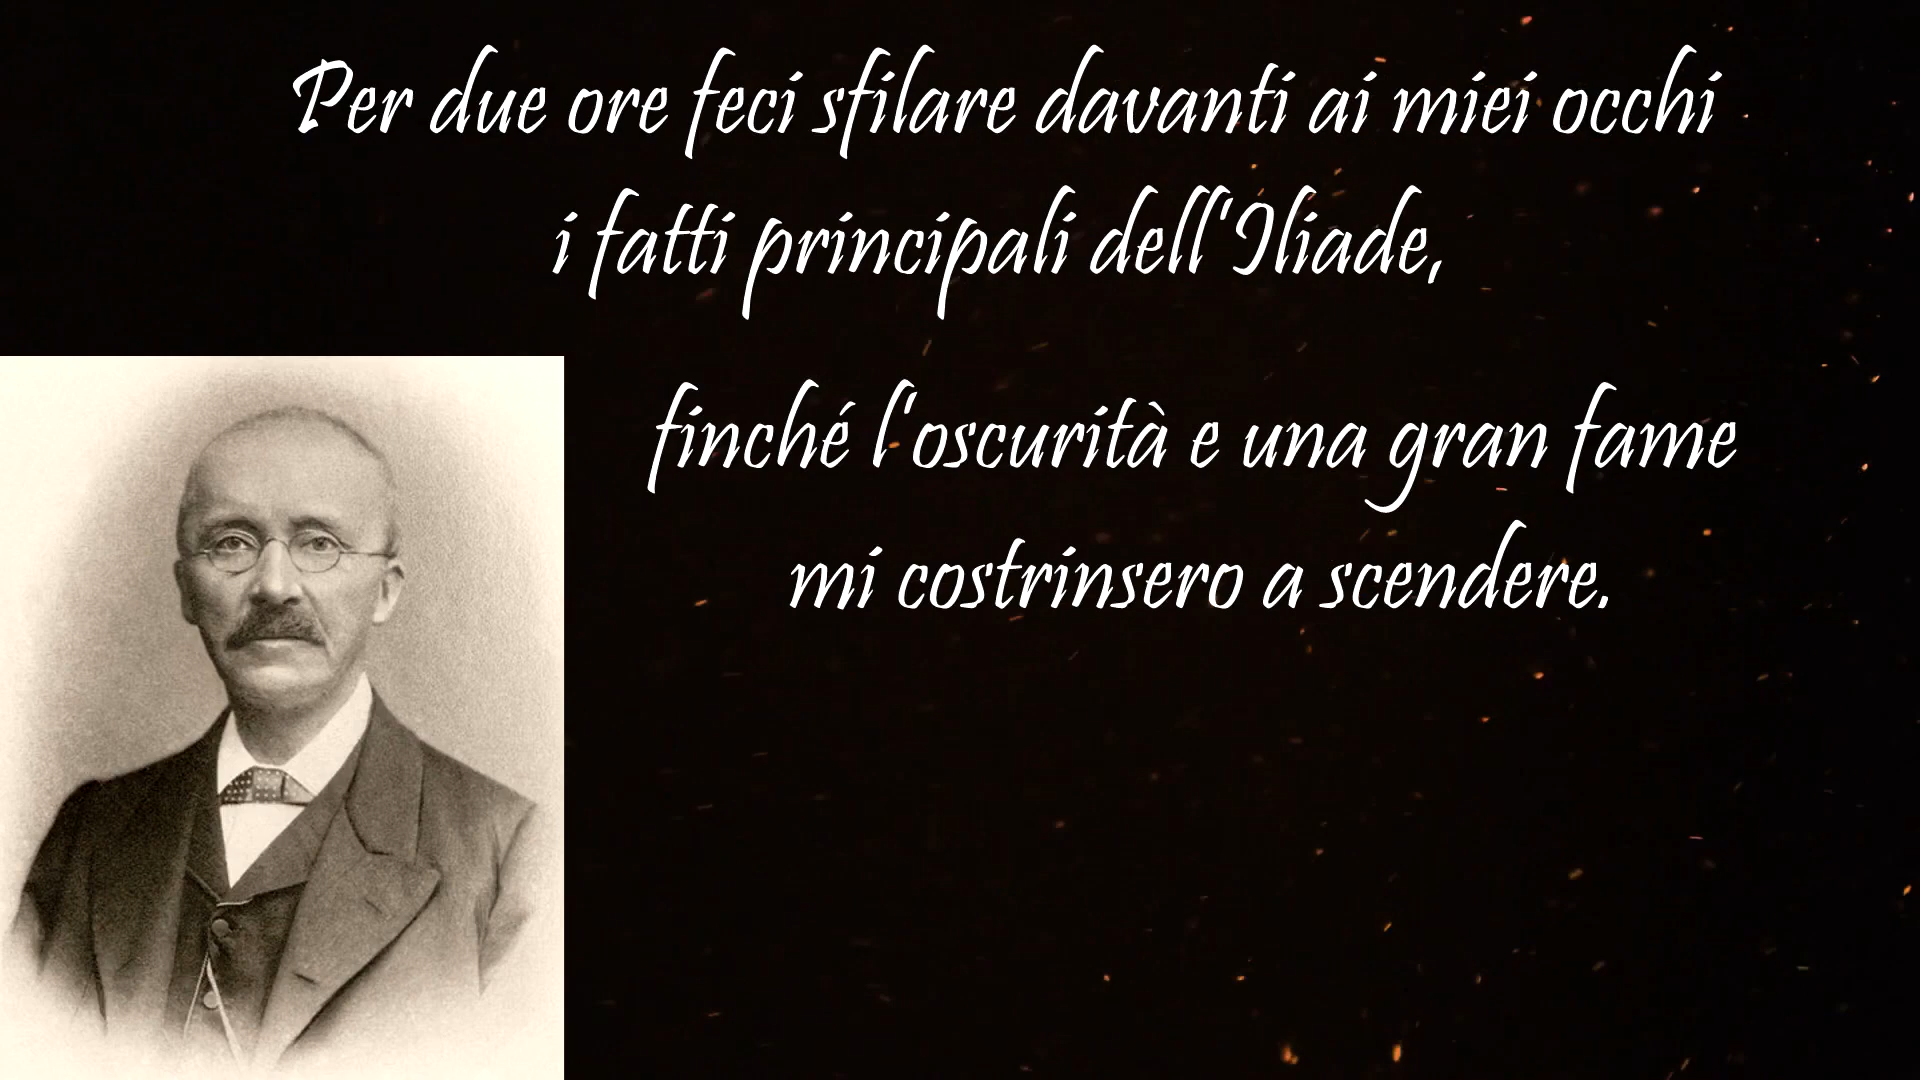 Per due ore feci sfilare davanti ai miei occhi
i fatti principali dell'Iliade,
finché l'oscurità e una gran fame
mi costrinsero a scendere.